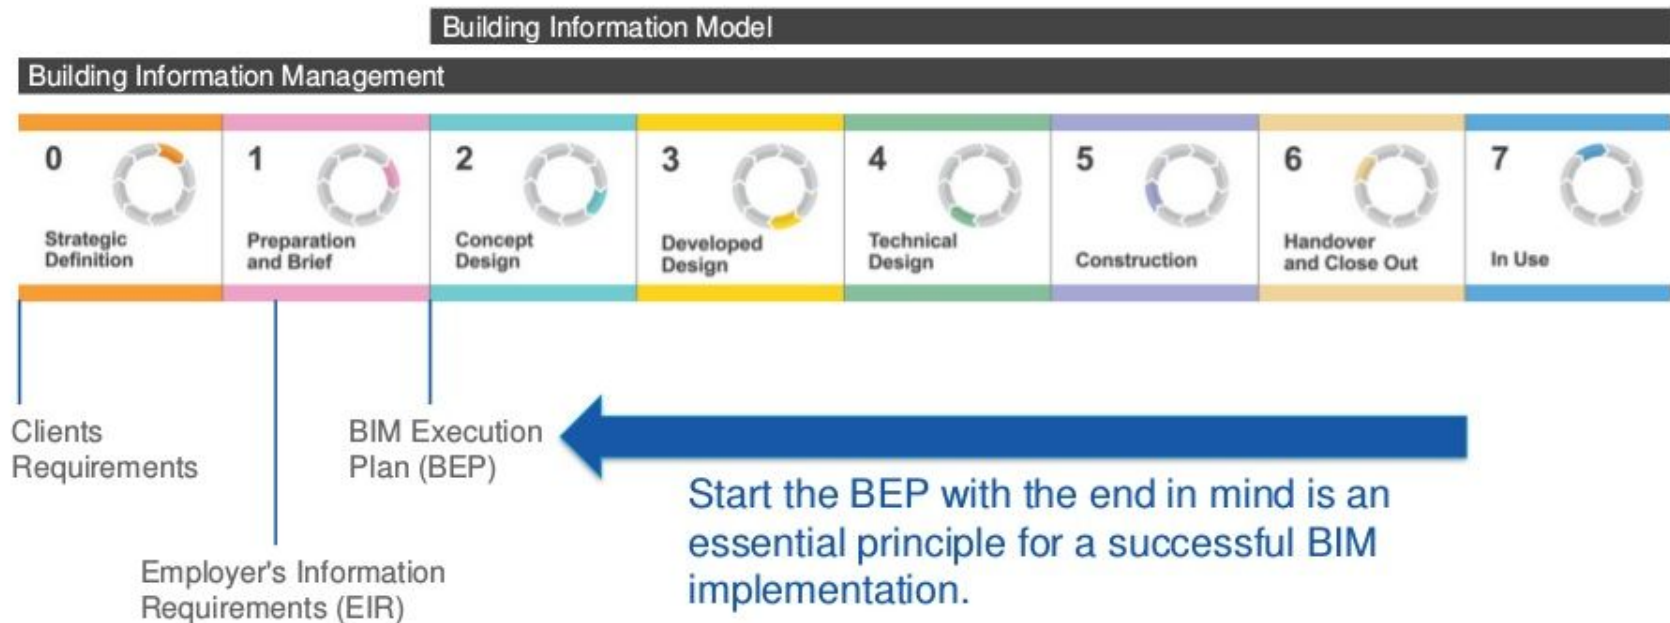 Building Information Model
Building Information Management
0
Strategic
Definition
1
Preparation
and Brief
2
Concept
Design
3
Developed
Design
4
Technical
Design
5
Construction
6
Handover
and Close Out
7
In Use
Clients
Requirements
BIM Execution
Plan (BEP)
Employer's Information
Requirements (EIR)
Start the BEP with the end in mind is an
essential principle for a successful BIM
implementation.